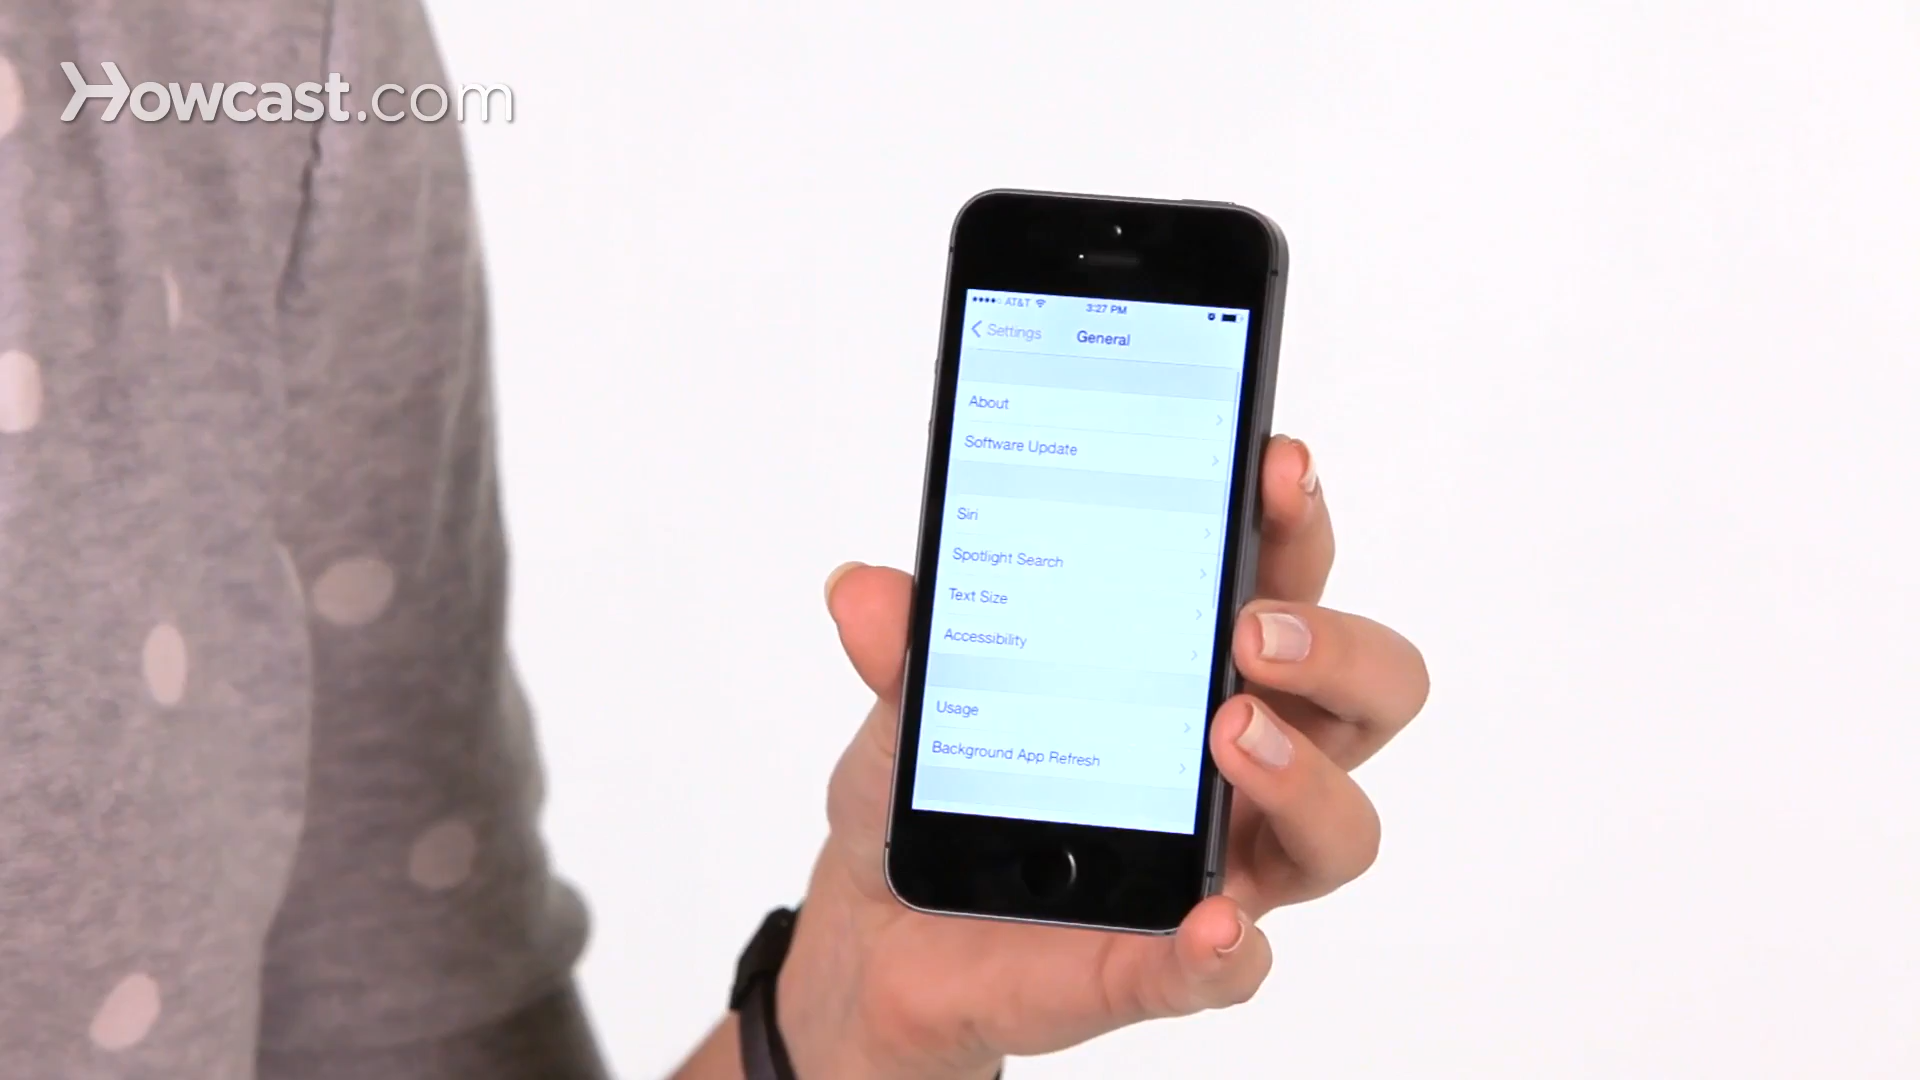 Howcast.com
AT&T 3:27 PM
Settings General
About
Software Update
Siri
Spotlight Search
Text Size
Accessibility
Usage
Background App Refresh